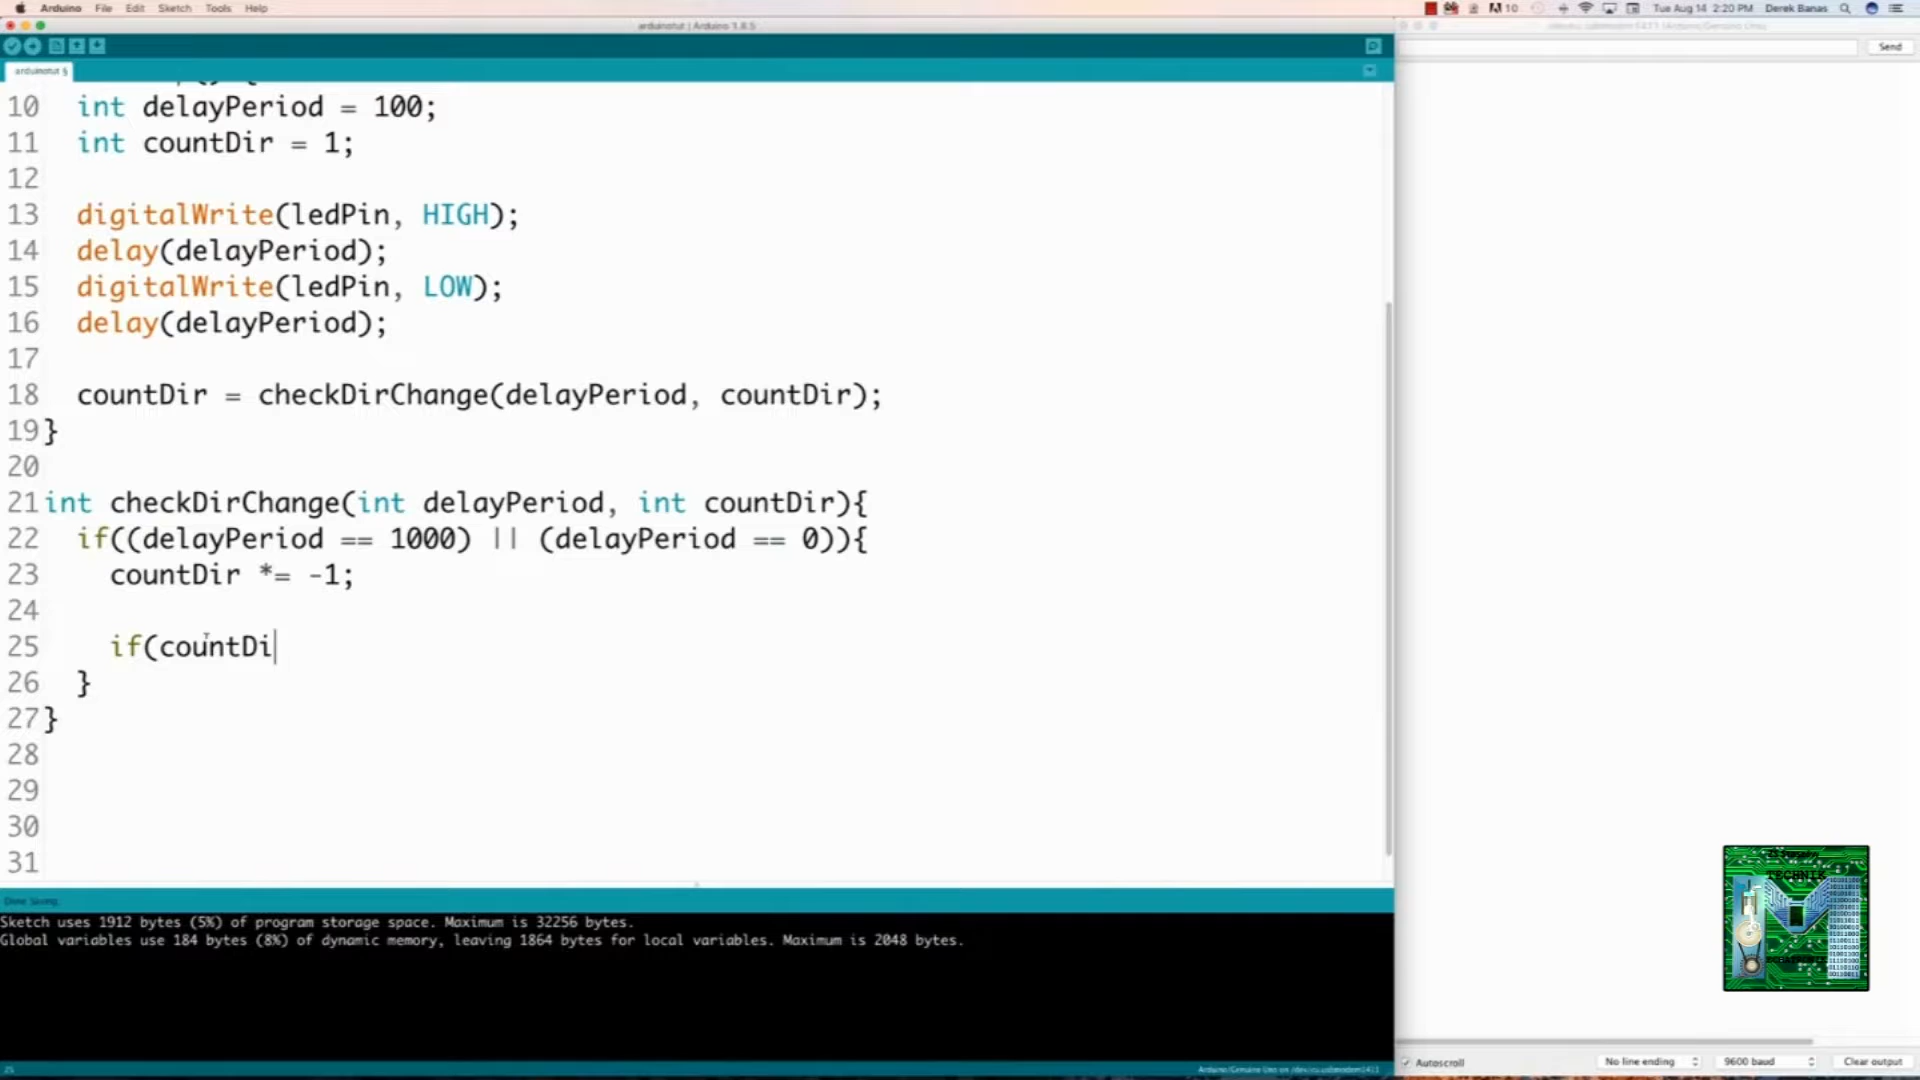 Arduino File Edit Sketch Tools Help
10 Tue Aug 14 2:20 PM Derek Banas
arduinotut | Arduino 1.8.5
Send
arduinotut §
10 int delayPeriod = 100;
11 int countDir = 1;
12
13 digitalWrite(ledPin, HIGH);
14 delay(delayPeriod);
15 digitalWrite(ledPin, LOW);
16 delay(delayPeriod);
17
18 countDir = checkDirChange(delayPeriod, countDir);
19 }
20
21 int checkDirChange(int delayPeriod, int countDir){
22 if((delayPeriod == 1000) || (delayPeriod == 0)){
23 countDir *= -1;
24
25 if(countDi
26 }
27 }
28
29
30
31
TECHNIK
Done Saving.
Sketch uses 1912 bytes (5%) of program storage space. Maximum is 32256 bytes.
Global variables use 184 bytes (8%) of dynamic memory, leaving 1864 bytes for local variables. Maximum is 2048 bytes.
Autoscroll No line ending 9600 baud Clear output
25 Arduino/Genuino Uno on /dev/cu.usbmodem1411